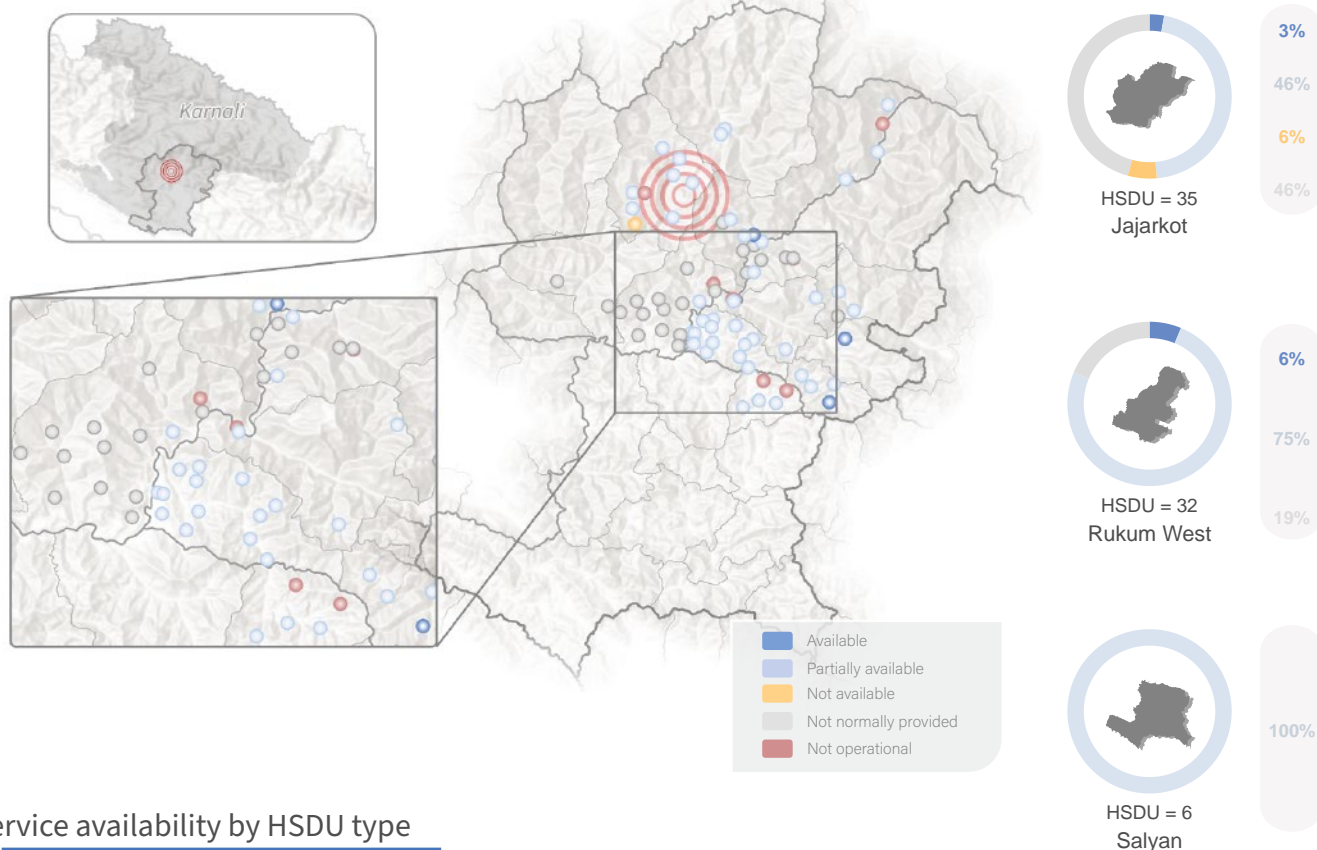 Karnali
3%
46%
6%
46%
HSDU = 35
Jajarkot
6%
75%
19%
HSDU = 32
Rukum West
Available
Partially available
Not available
Not normally provided
Not operational
100%
HSDU = 6
Salyan
ervice availability by HSDU type